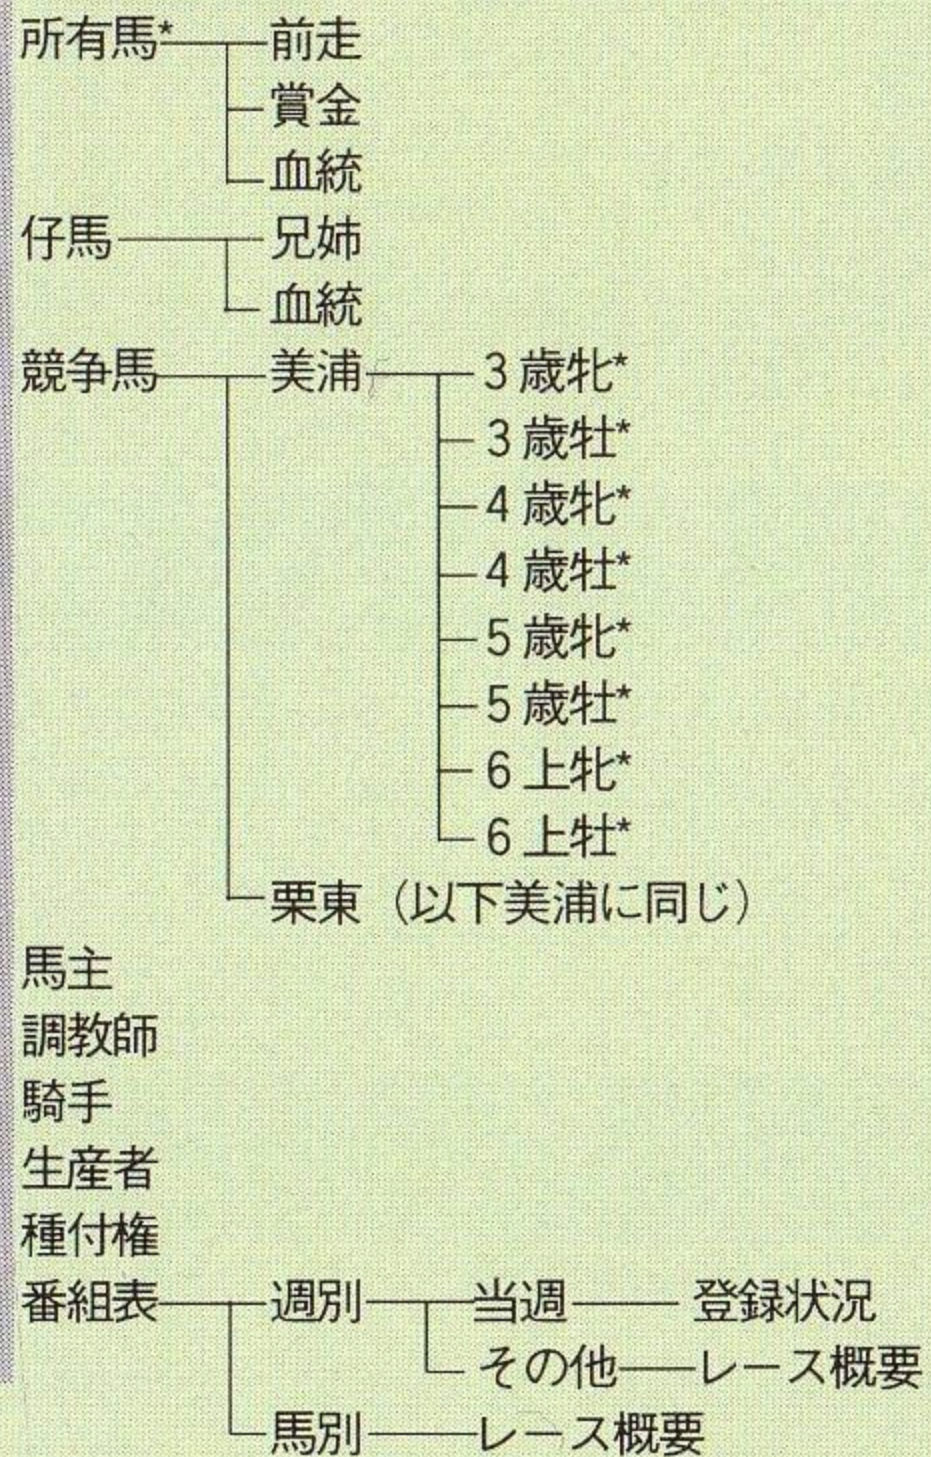 所有馬* 前走
賞金
血統
仔馬 兄姉
血統
競争馬 美浦 3歳牝*
3歳牡*
4歳牝*
4歳牡*
5歳牝*
5歳牡*
6上牝*
6上牡*
栗東（以下美浦に同じ）
馬主
調教師
騎手
生産者
種付権
番組表 週別 当週 登録状況
その他 レース概要
馬別 レース概要